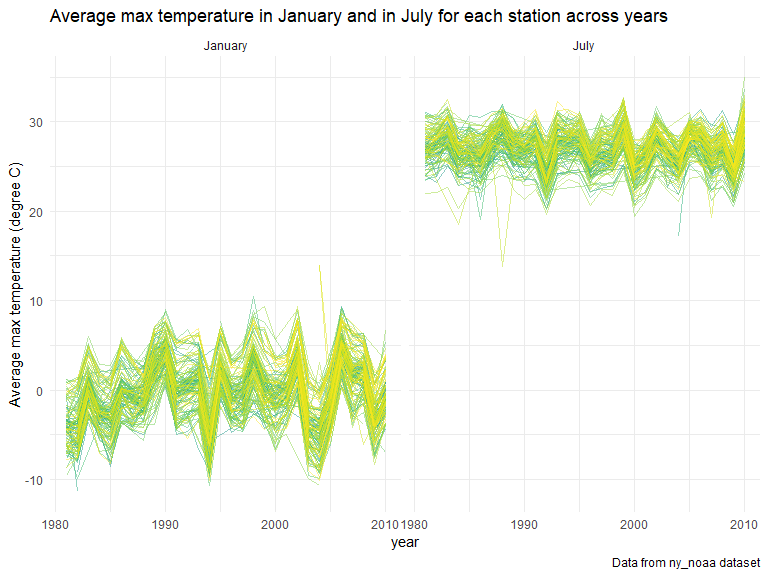 Average max temperature in January and in July for each station across years
January
July
Average max temperature (degree C)
30
20
10
0
-10
1980
1990
2000
2010
1980
1990
2000
2010
year
Data from ny_noaa dataset